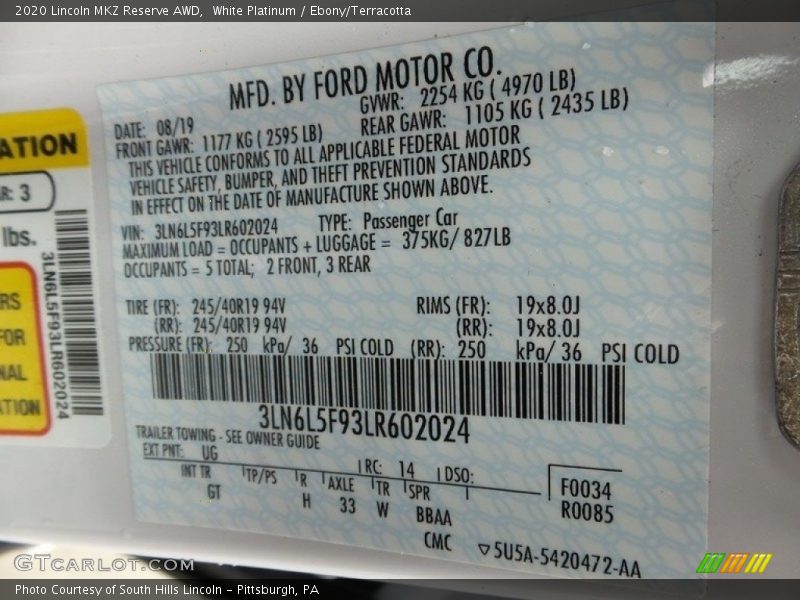 2020 Lincoln MKZ Reserve AWD,  White Platinum / Ebony/Terracotta
MFD. BY FORD MOTOR CO.
DATE: 08/19
GVWR: 2254 KG ( 4970 LB)
FRONT GAWR: 1177 KG ( 2595 LB)
REAR GAWR: 1105 KG ( 2435 LB)
THIS VEHICLE CONFORMS TO ALL APPLICABLE FEDERAL MOTOR
VEHICLE SAFETY, BUMPER, AND THEFT PREVENTION STANDARDS
IN EFFECT ON THE DATE OF MANUFACTURE SHOWN ABOVE.
VIN: 3LN6L5F93LR602024 TYPE: Passenger Car
MAXIMUM LOAD = OCCUPANTS + LUGGAGE = 375KG/ 827LB
OCCUPANTS = 5 TOTAL; 2 FRONT, 3 REAR
TIRE (FR): 245/40R19 94V RIMS (FR): 19x8.0J
(RR): 245/40R19 94V (RR): 19x8.0J
PRESSURE (FR): 250 kPa/ 36 PSI COLD (RR): 250 kPa/ 36 PSI COLD
3LN6L5F93LR602024
TRAILER TOWING - SEE OWNER GUIDE
EXT PNT: UG RC: 14 DSO:
INT TR TP/PS R AXLE TR SPR
GT H 33 W BBAA
CMC
F0034
R0085
▽5U5A-5420472-AA
ATION
R: 3
lbs.
3LN6L5F93LR602024
RS
FOR
NAL
ATION
GTCARLOT.COM
Photo Courtesy of South Hills Lincoln – Pittsburgh, PA